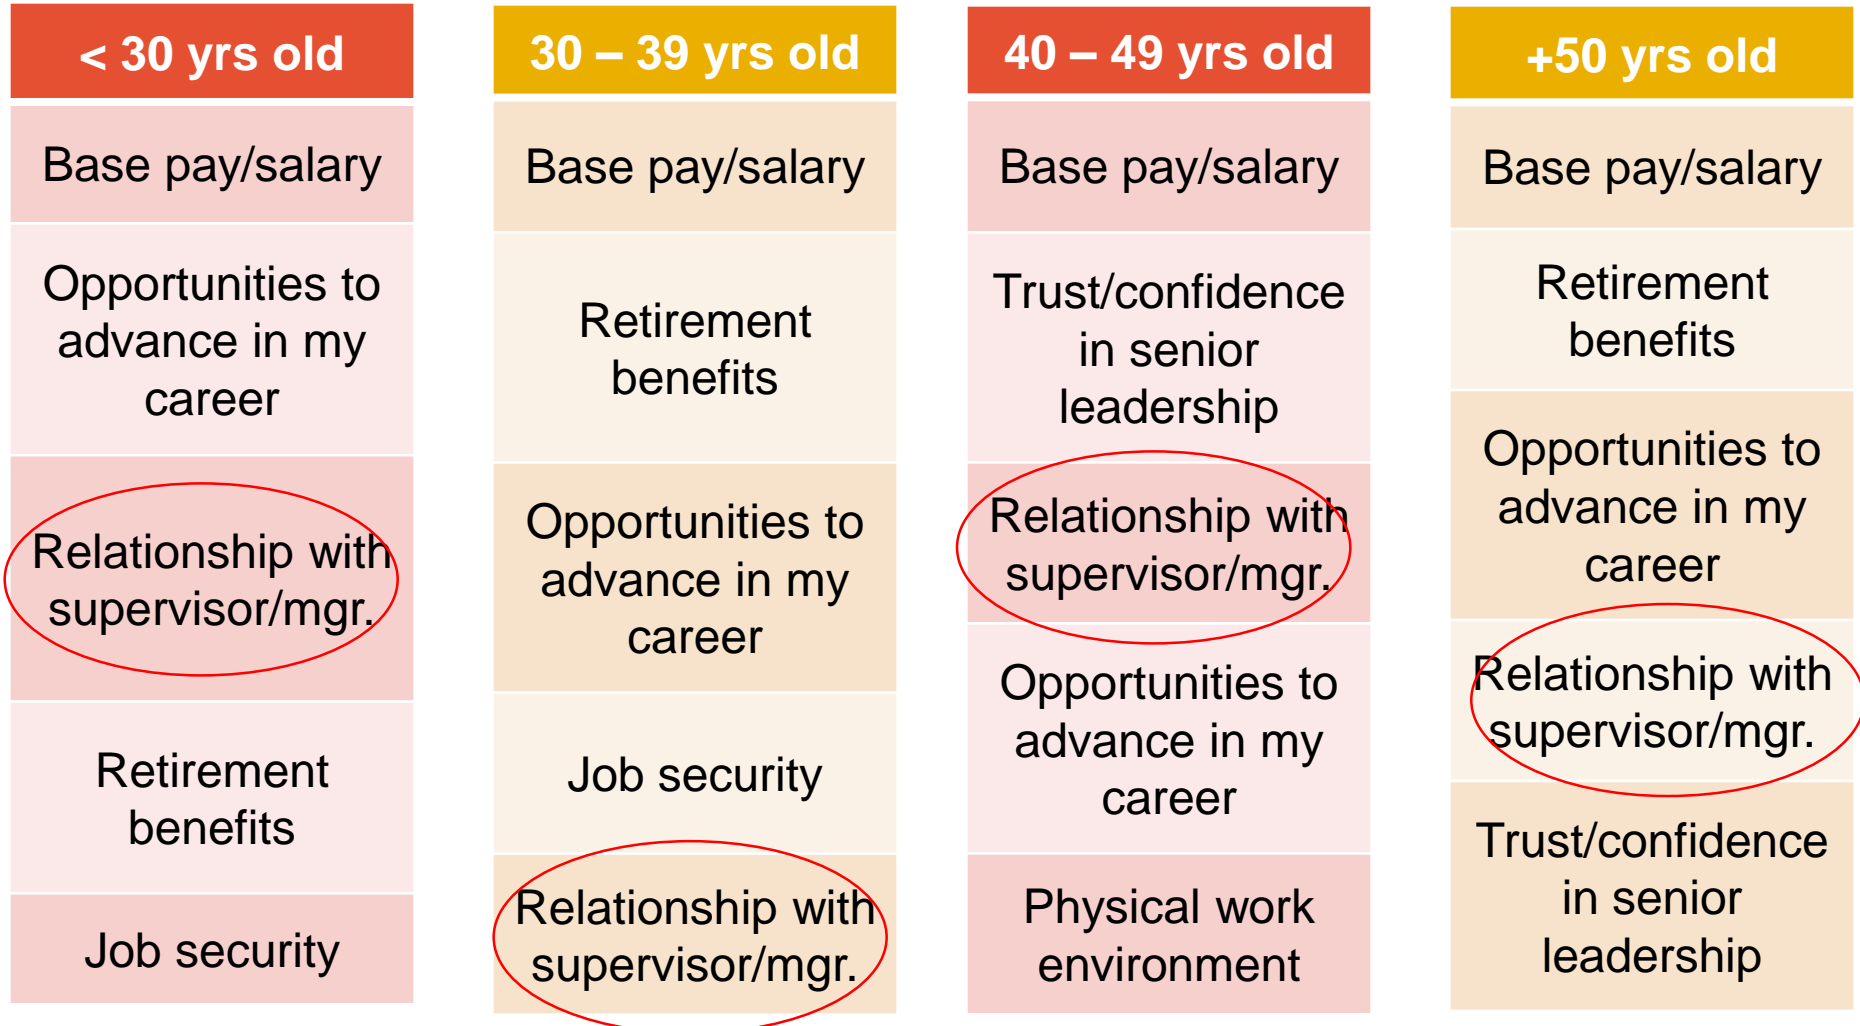 < 30 yrs old
Base pay/salary
Opportunities to
advance in my
career
Relationship with
supervisor/mgr.
Retirement
benefits
Job security
30 – 39 yrs old
Base pay/salary
Retirement
benefits
Opportunities to
advance in my
career
Job security
Relationship with
supervisor/mgr.
40 – 49 yrs old
Base pay/salary
Trust/confidence
in senior
leadership
Relationship with
supervisor/mgr.
Opportunities to
advance in my
career
Physical work
environment
+50 yrs old
Base pay/salary
Retirement
benefits
Opportunities to
advance in my
career
Relationship with
supervisor/mgr.
Trust/confidence
in senior
leadership